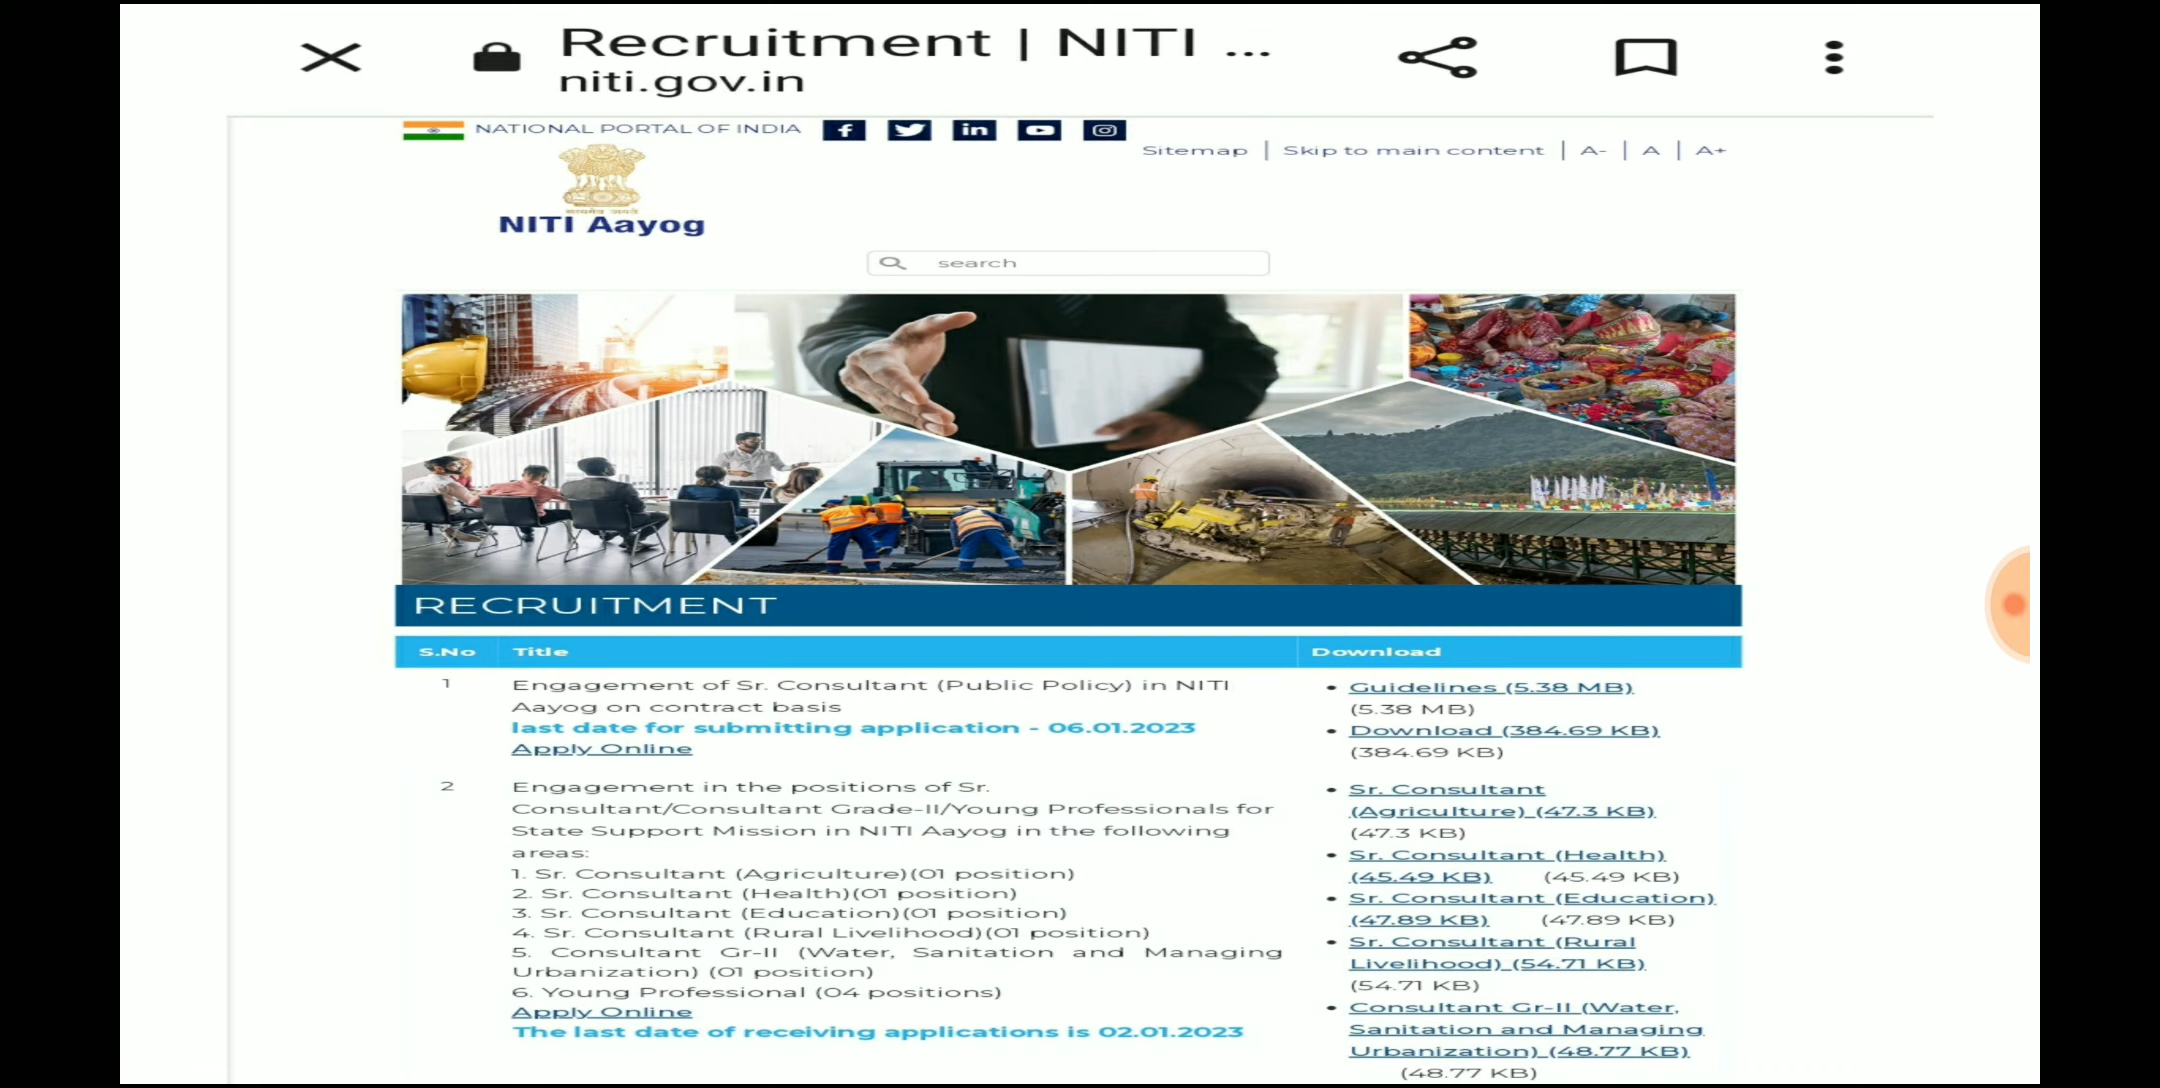 Recruitment | NITI ...
niti.gov.in
NATIONAL PORTAL OF INDIA
Sitemap | Skip to main content | A- | A | A+
सत्यमेव जयते
NITI Aayog
search
RECRUITMENT
S.No Title Download
1 Engagement of Sr. Consultant (Public Policy) in NITI
Aayog on contract basis
last date for submitting application - 06.01.2023
Apply Online
Guidelines (5.38 MB)
(5.38 MB)
Download (384.69 KB)
(384.69 KB)
2 Engagement in the positions of Sr.
Consultant/Consultant Grade-II/Young Professionals for
State Support Mission in NITI Aayog in the following
areas:
1. Sr. Consultant (Agriculture)(01 position)
2. Sr. Consultant (Health)(01 position)
3. Sr. Consultant (Education)(01 position)
4. Sr. Consultant (Rural Livelihood)(01 position)
5. Consultant Gr-II (Water, Sanitation and Managing
Urbanization) (01 position)
6. Young Professional (04 positions)
Apply Online
The last date of receiving applications is 02.01.2023
Sr. Consultant
(Agriculture) (47.3 KB)
(47.3 KB)
Sr. Consultant (Health)
(45.49 KB) (45.49 KB)
Sr. Consultant (Education)
(47.89 KB) (47.89 KB)
Sr. Consultant (Rural
Livelihood) (54.71 KB)
(54.71 KB)
Consultant Gr-II (Water,
Sanitation and Managing
Urbanization) (48.77 KB)
(48.77 KB)